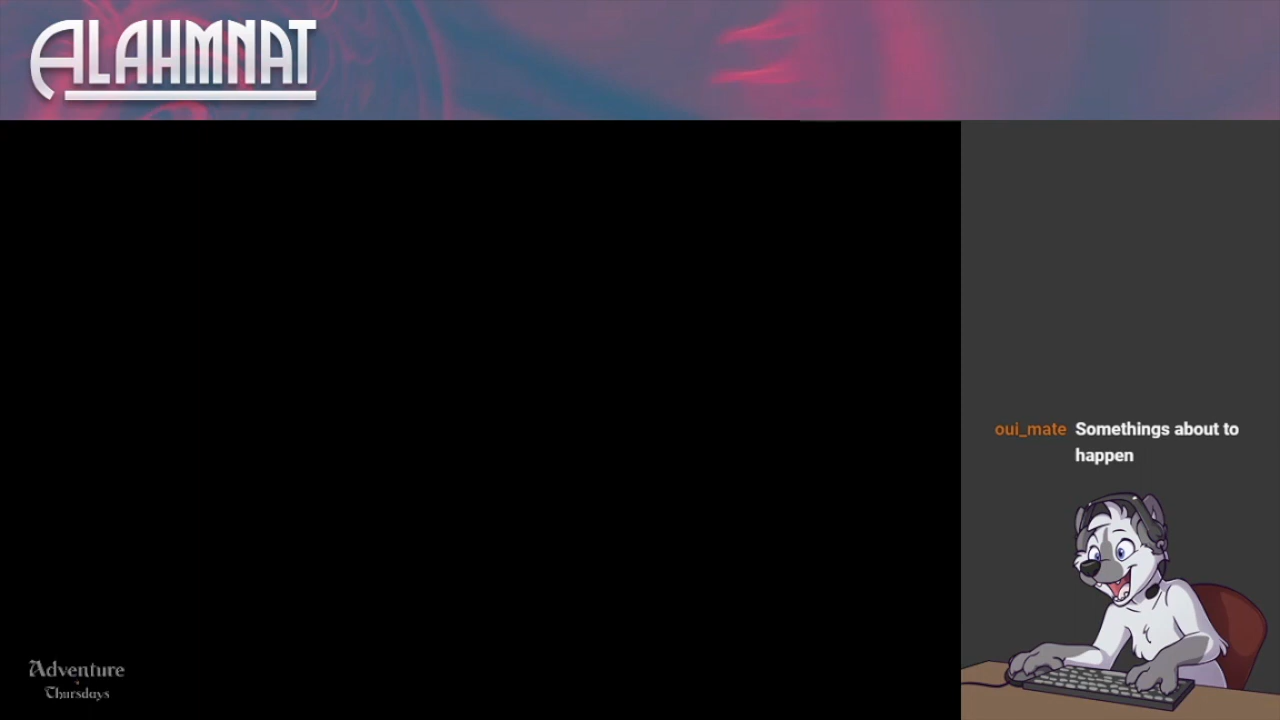 ALAHMNAT
oui_mate Somethings about to
happen
Adventure
Thursdays